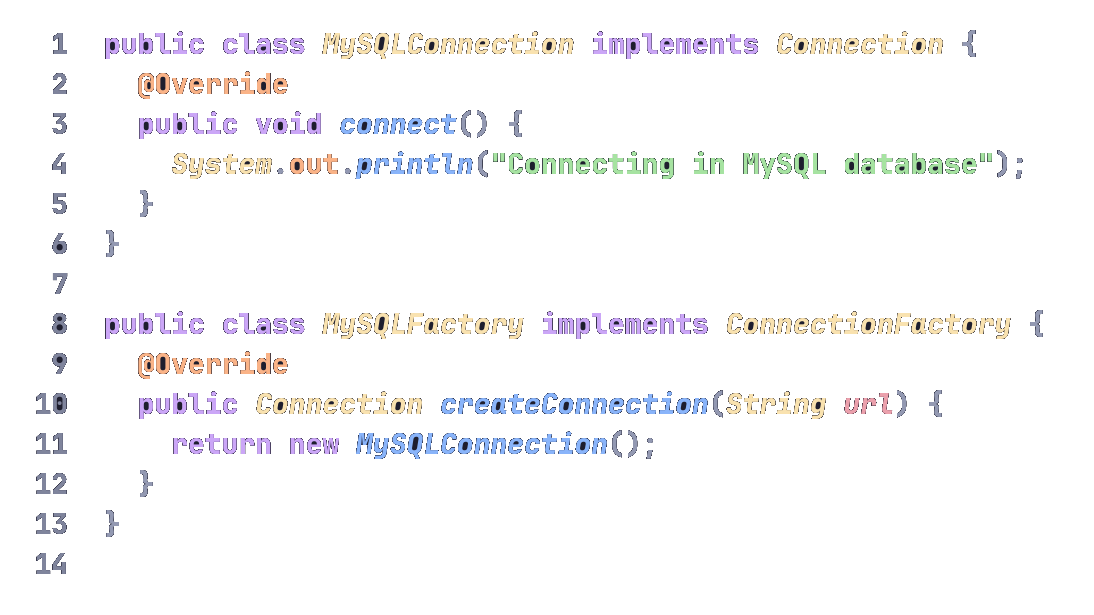 1 public class MySQLConnection implements Connection {
2   @Override
3   public void connect() {
4     System.out.println("Connecting in MySQL database");
5   }
6 }
7
8 public class MySQLFactory implements ConnectionFactory {
9   @Override
10   public Connection createConnection(String url) {
11     return new MySQLConnection();
12   }
13 }
14